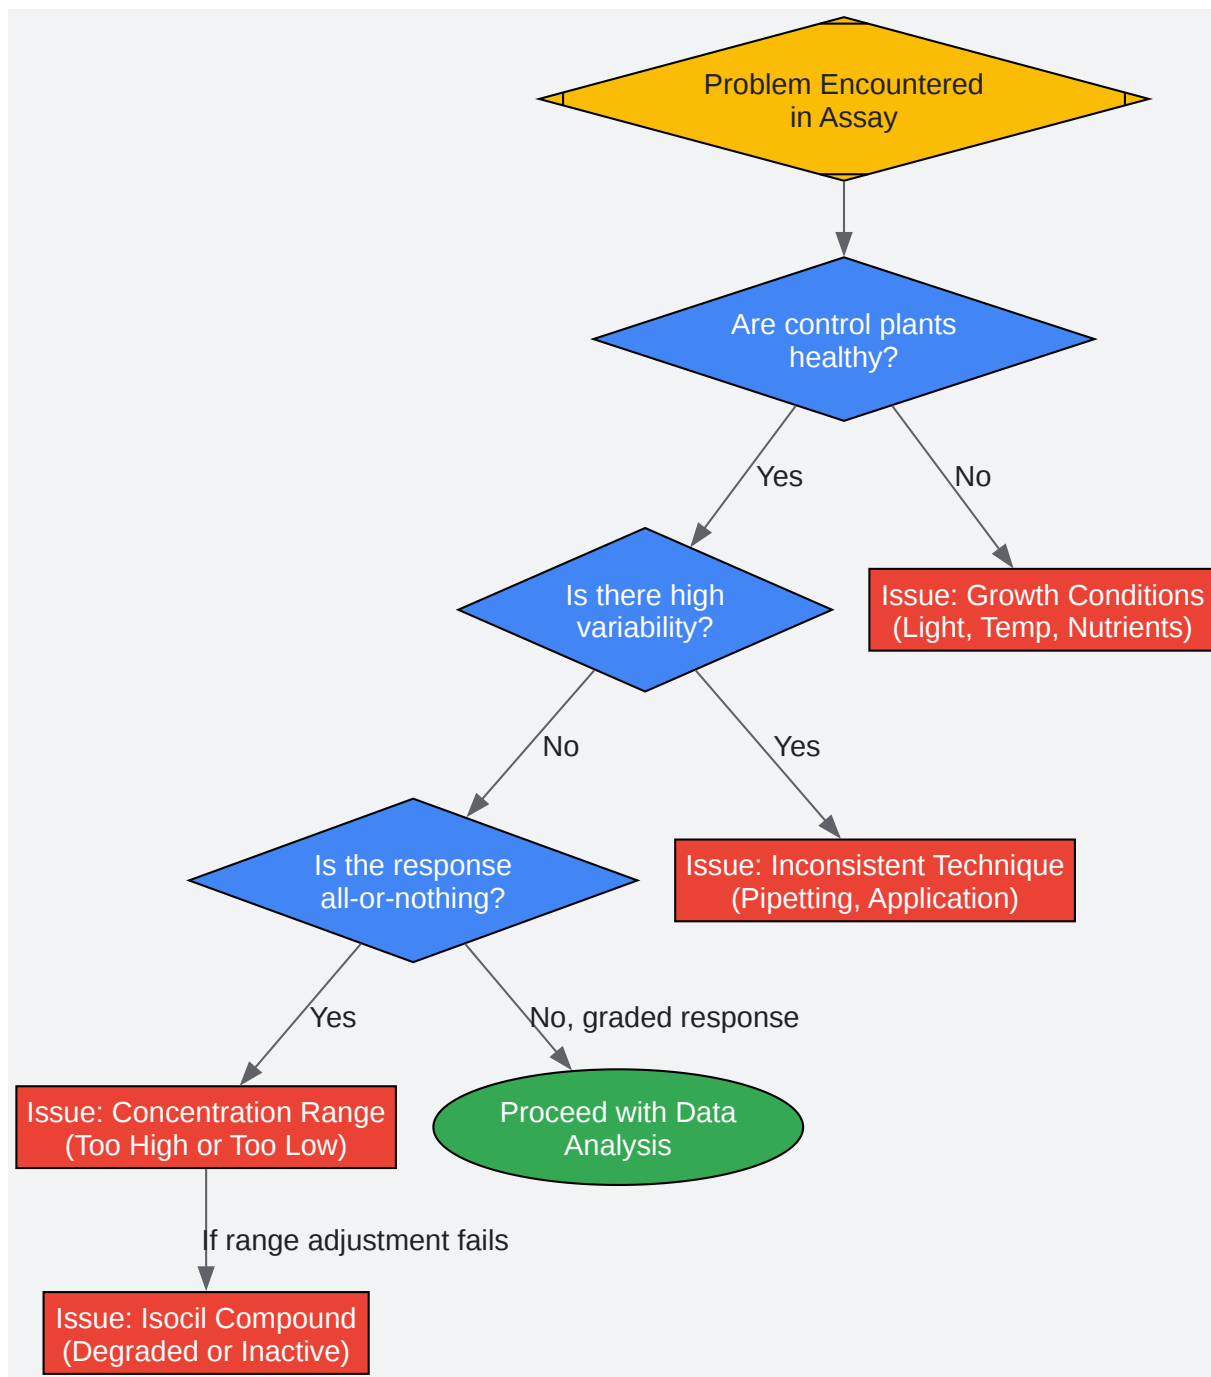 Problem Encountered
in Assay
Are control plants
healthy?
Yes
No
Is there high
variability?
Issue: Growth Conditions
(Light, Temp, Nutrients)
No
Yes
Is the response
all-or-nothing?
Issue: Inconsistent Technique
(Pipetting, Application)
Yes
No, graded response
Issue: Concentration Range
(Too High or Too Low)
Proceed with Data
Analysis
If range adjustment fails
Issue: Isocil Compound
(Degraded or Inactive)